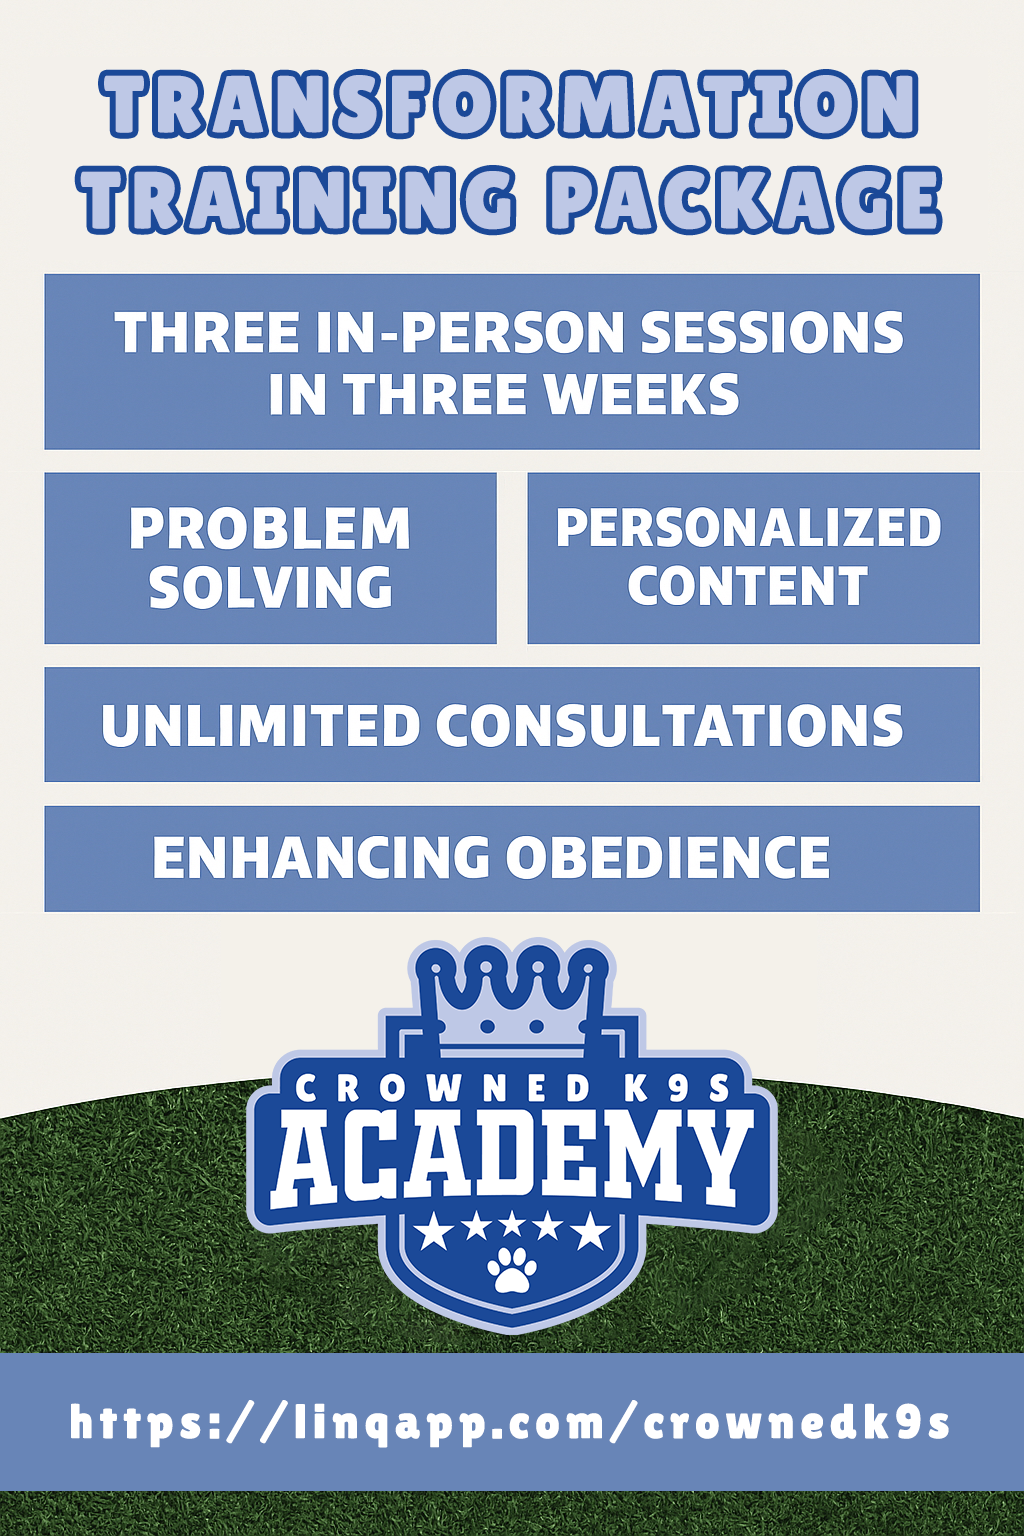 TRANSFORMATION
TRAINING PACKAGE
THREE IN-PERSON SESSIONS
IN THREE WEEKS
PROBLEM
SOLVING
PERSONALIZED
CONTENT
UNLIMITED CONSULTATIONS
ENHANCING OBEDIENCE
CROWNED K9S
ACADEMY
https://linqapp.com/crownedk9s